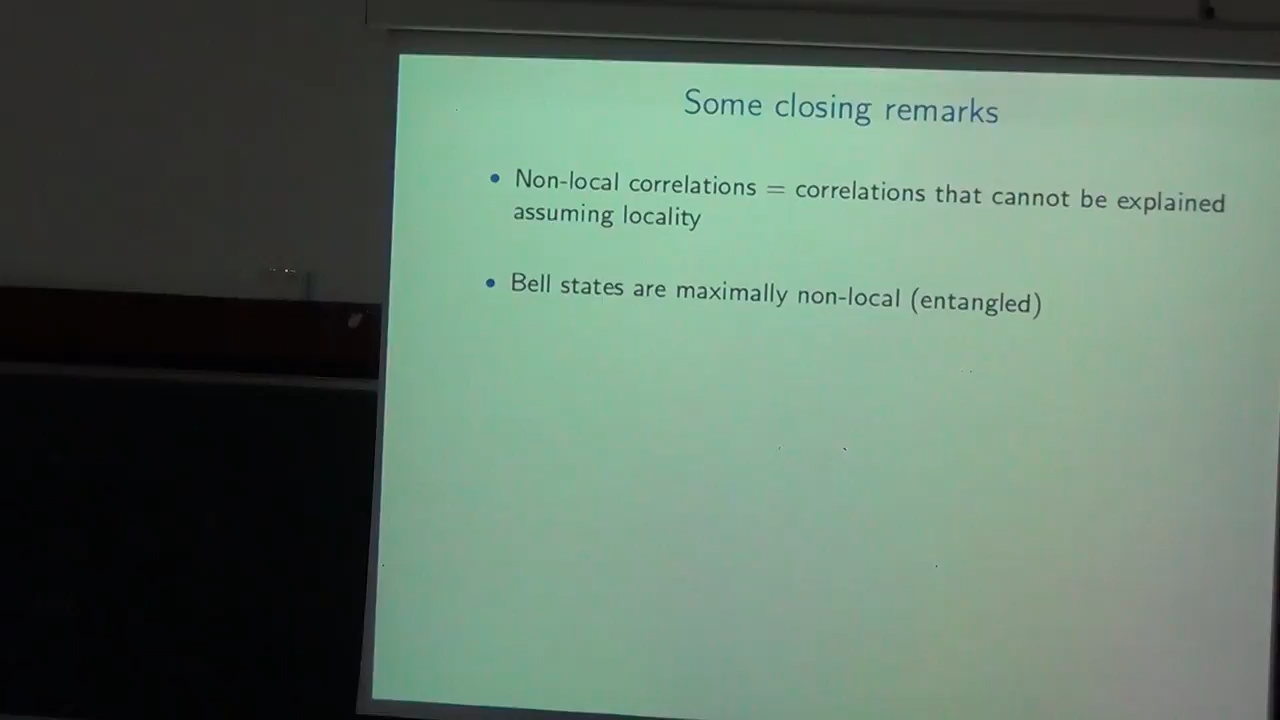 Some closing remarks
• Non-local correlations = correlations that cannot be explained
assuming locality
• Bell states are maximally non-local (entangled)